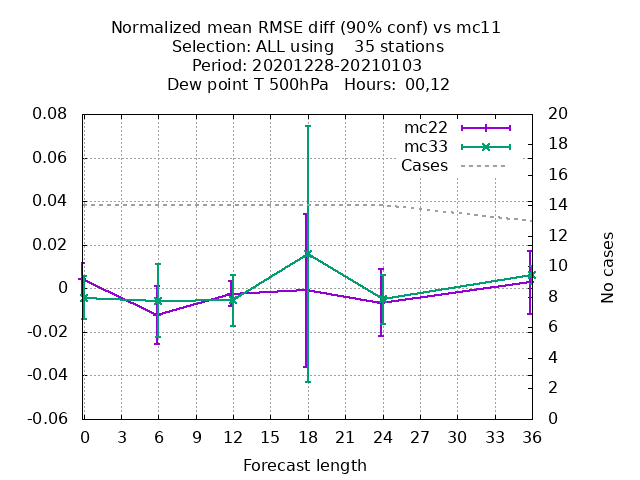 Normalized mean RMSE diff (90% conf) vs mc11
Selection: ALL using    35 stations
Period: 20201228-20210103
Dew point T 500hPa   Hours: 00,12
mc22
mc33
Cases
0.08
0.06
0.04
0.02
0
-0.02
-0.04
-0.06
20
18
16
14
12
10
8
6
4
2
0
No cases
0 3 6 9 12 15 18 21 24 27 30 33 36
Forecast length